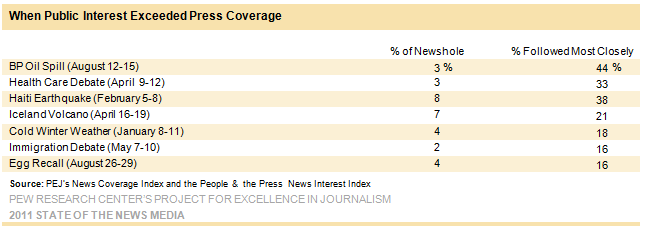 When Public Interest Exceeded Press Coverage
% of Newshole % Followed Most Closely
BP Oil Spill (August 12-15) 3 % 44 %
Health Care Debate (April 9-12) 3 33
Haiti Earthquake (February 5-8) 8 38
Iceland Volcano (April 16-19) 7 21
Cold Winter Weather (January 8-11) 4 18
Immigration Debate (May 7-10) 2 16
Egg Recall (August 26-29) 4 16
Source: PEJ's News Coverage Index and the People & the Press News Interest Index
PEW RESEARCH CENTER'S PROJECT FOR EXCELLENCE IN JOURNALISM
2011 STATE OF THE NEWS MEDIA